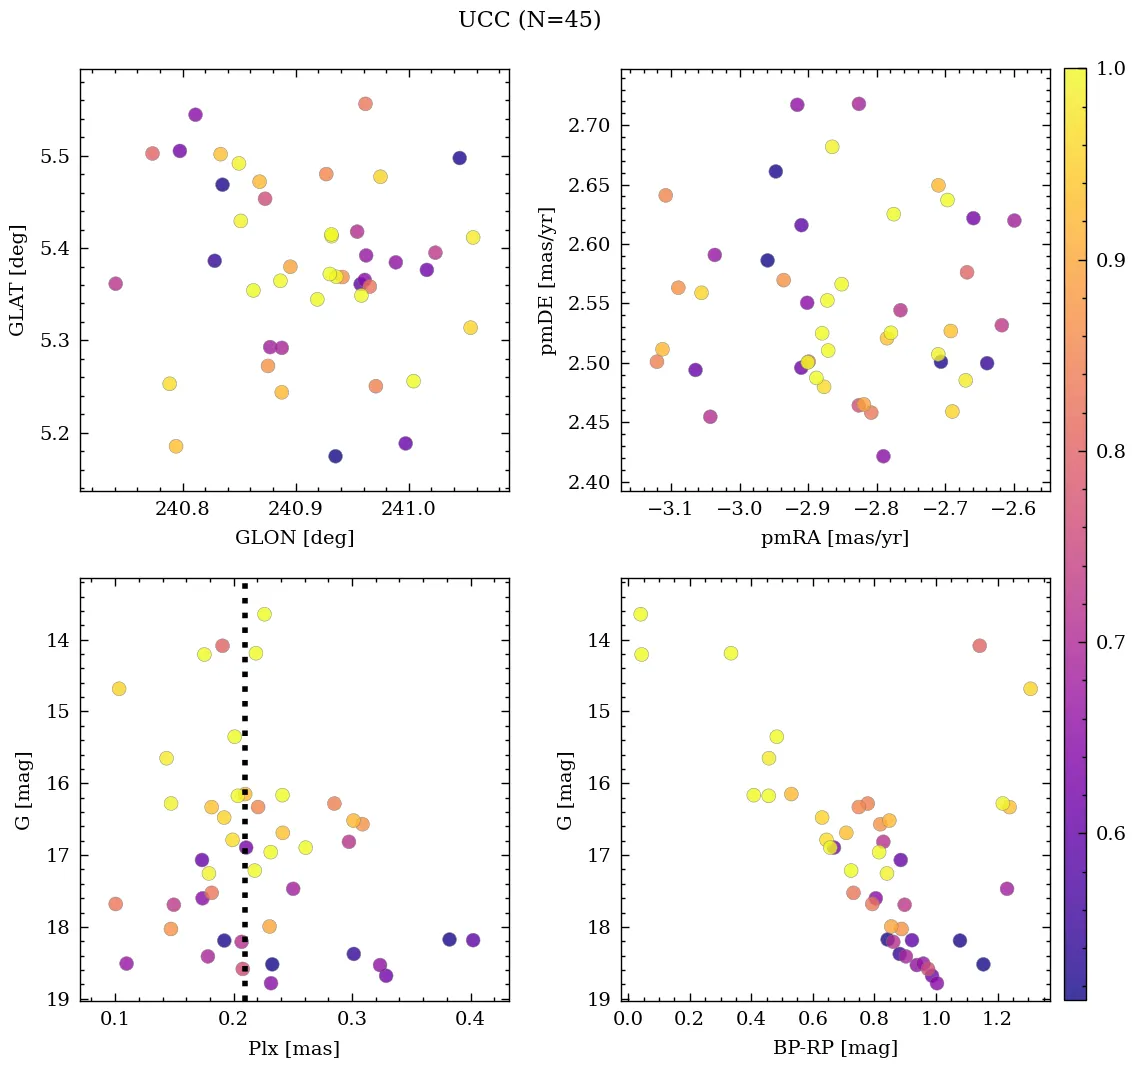 UCC (N=45)
5.5
5.4
5.3
5.2
GLAT [deg]
240.8 240.9 241.0
GLON [deg]
2.70
2.65
2.60
2.55
2.50
2.45
2.40
pmDE [mas/yr]
−3.1 −3.0 −2.9 −2.8 −2.7 −2.6
pmRA [mas/yr]
1.0
0.9
0.8
0.7
0.6
14
15
16
17
18
19
G [mag]
0.1 0.2 0.3 0.4
Plx [mas]
14
15
16
17
18
19
G [mag]
0.0 0.2 0.4 0.6 0.8 1.0 1.2
BP-RP [mag]